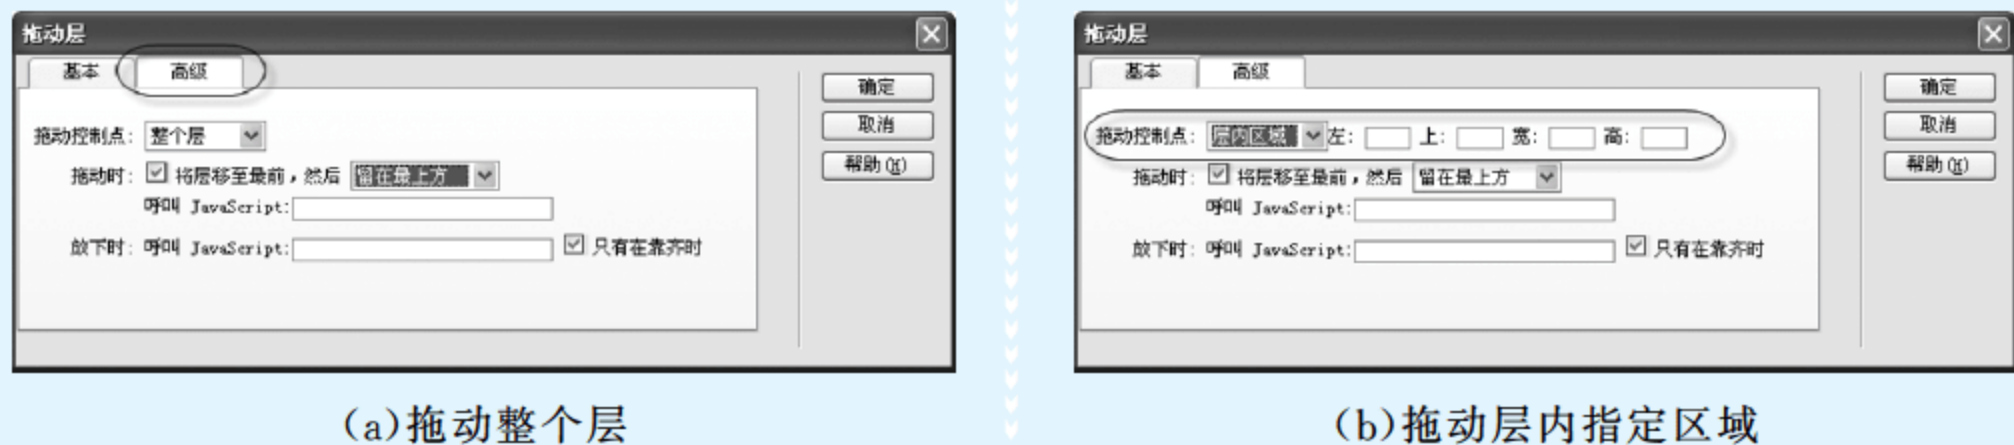 拖动层
基本 高级
确定
拖动控制点: 整个层
取消
拖动时: 将层移至最前,然后 留在最上方
帮助(H)
呼叫 JavaScript:
放下时: 呼叫 JavaScript: 只有在靠齐时
(a)拖动整个层
拖动层
基本 高级
确定
拖动控制点: 层内区域 左: 上: 宽: 高:
取消
拖动时: 将层移至最前,然后 留在最上方
帮助(H)
呼叫 JavaScript:
放下时: 呼叫 JavaScript: 只有在靠齐时
(b)拖动层内指定区域